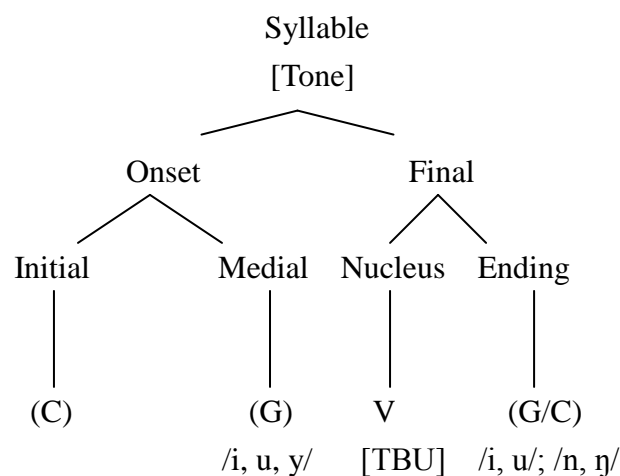 Syllable
[Tone]
Onset Final
Initial Medial Nucleus Ending
(C) (G) V (G/C)
/i, u, y/ [TBU] /i, u/; /n, ŋ/